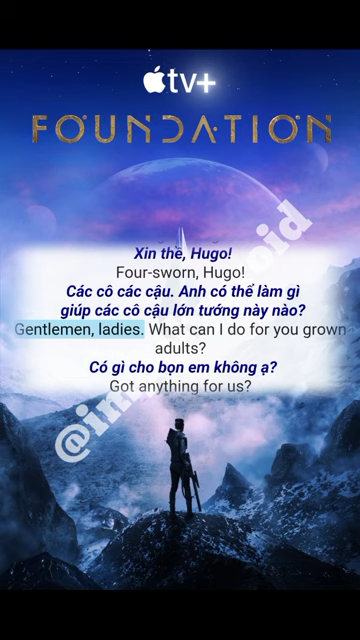 tv+
FOUNDATION
Xin thề, Hugo!
Four-sworn, Hugo!
Các cô các cậu. Anh có thể làm gì
giúp các cô cậu lớn tướng này nào?
Gentlemen, ladies. What can I do for you grown
adults?
Có gì cho bọn em không ạ?
Got anything for us?